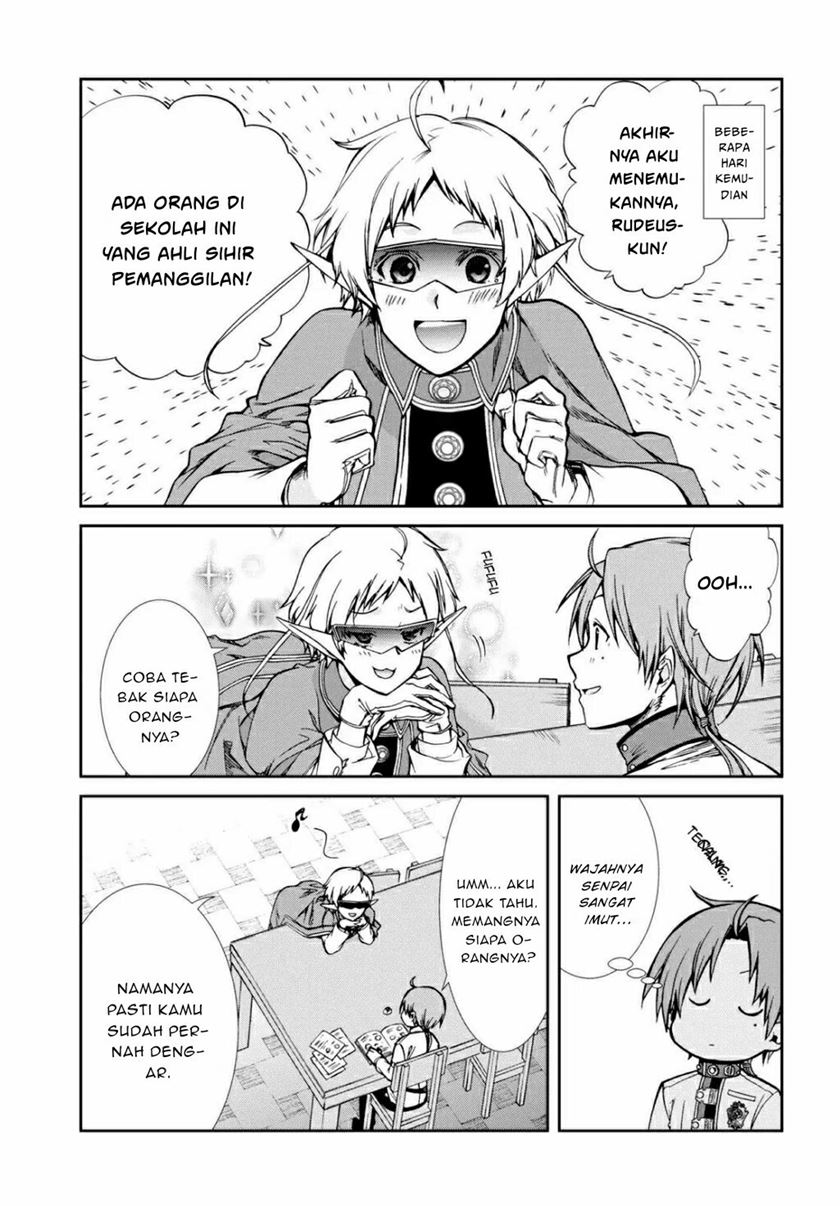 BEBE-
RAPA
HARI
KEMU-
DIAN
AKHIR-
NYA AKU
MENEMU-
KANNYA,
RUDEUS-
KUN!
ADA ORANG DI
SEKOLAH INI
YANG AHLI SIHIR
PEMANGGILAN!
OOH...
FUFUFU
COBA TE-
BAK SIAPA
ORANG-
NYA?
WAJAHNYA
SENPAI
SANGAT
IMUT...
UMM... AKU
TIDAK TAHU.
MEMANGNYA
SIAPA O-
RANGNYA?
NAMANYA
PASTI KAMU
SUDAH PER-
NAH DENG-
AR.